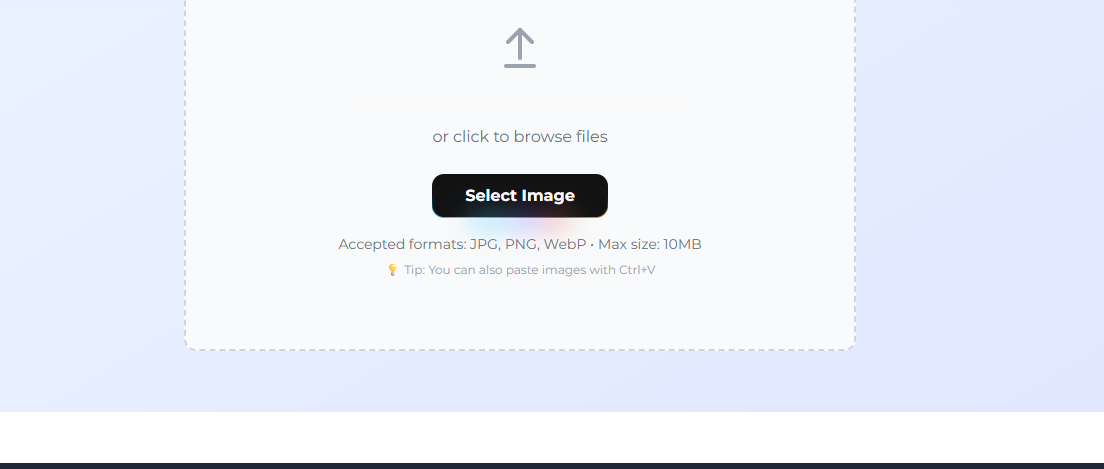 or click to browse files
Select Image
Accepted formats: JPG, PNG, WebP • Max size: 10MB
💡 Tip: You can also paste images with Ctrl+V